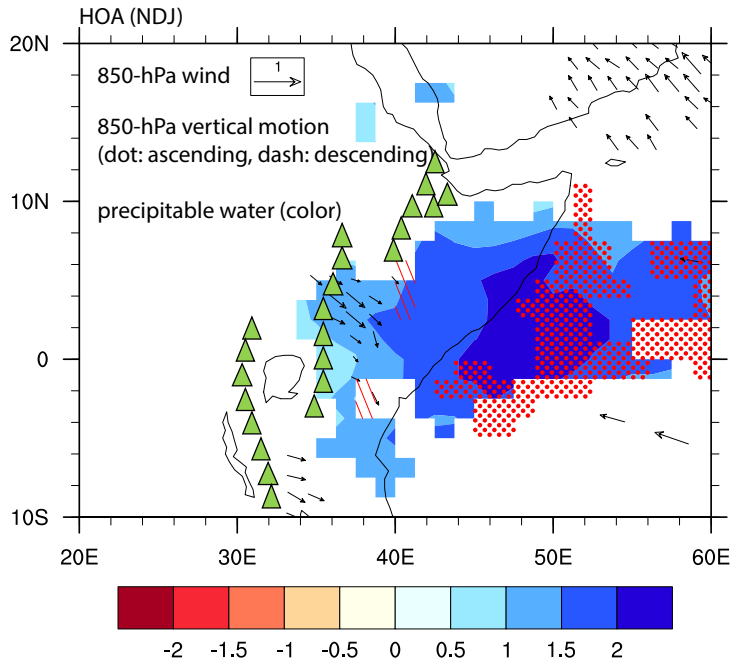 HOA (NDJ)
20N
850-hPa wind
1
850-hPa vertical motion
(dot: ascending, dash: descending)
10N
precipitable water (color)
0
10S
20E 30E 40E 50E 60E
-2 -1.5 -1 -0.5 0 0.5 1 1.5 2